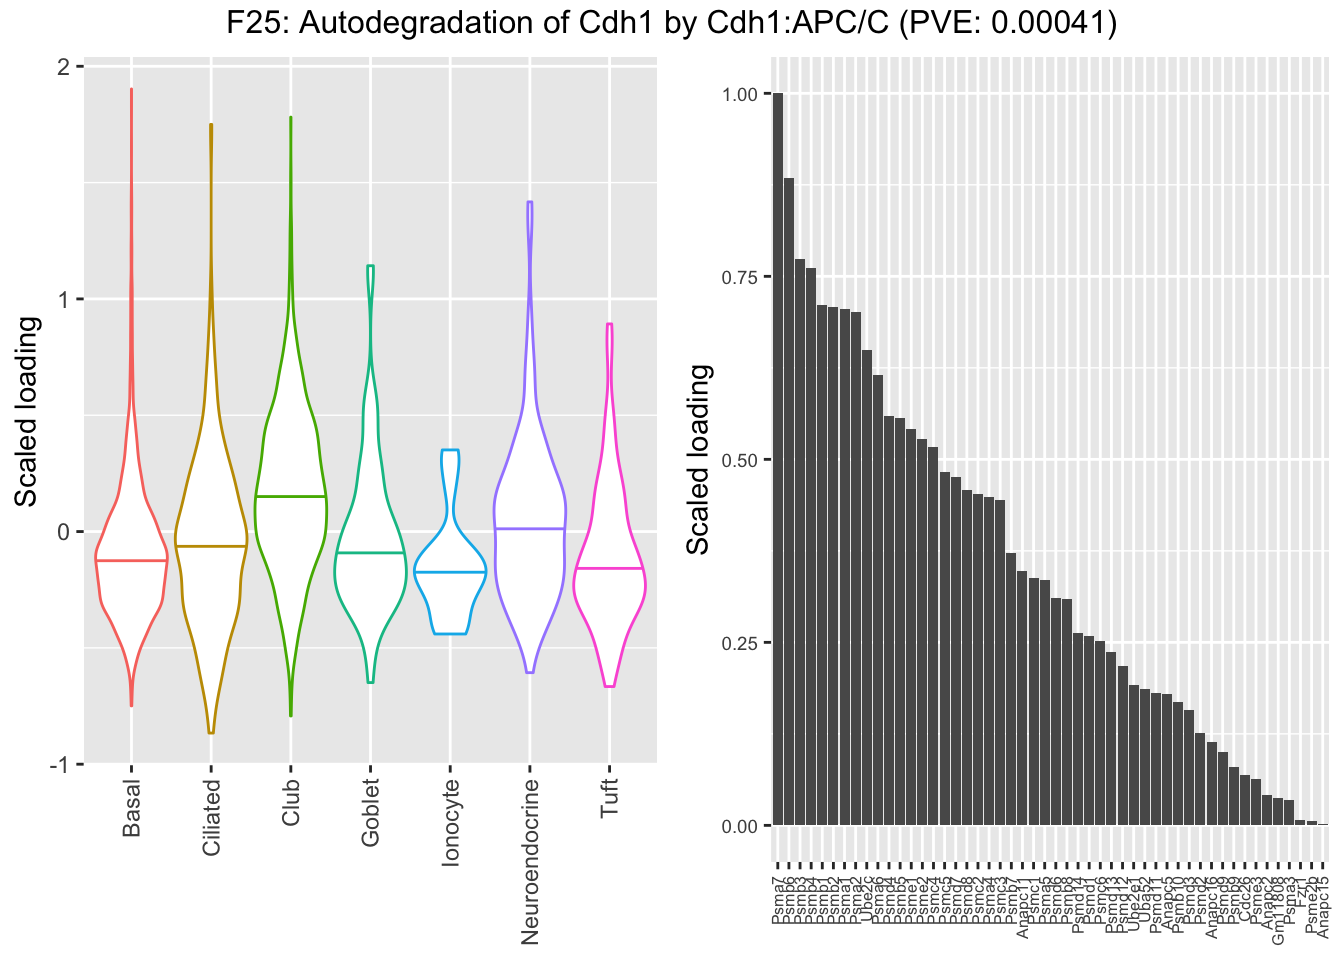 F25: Autodegradation of Cdh1 by Cdh1:APC/C (PVE: 0.00041)
Scaled loading
2
1
0
-1
Basal
Ciliated
Club
Goblet
Ionocyte
Neuroendocrine
Tuft
Scaled loading
1.00
0.75
0.50
0.25
0.00
Psma7
Psmb6
Psmb3
Psmb4
Psmb1
Psmb2
Psma1
Psma2
Ube2c
Psma6
Psmd4
Psmb5
Psme1
Psme2
Psmc4
Psmc5
Psmd7
Psmd8
Psmc2
Psma4
Psmc3
Psmb7
Anapc11
Psmc1
Psma5
Psmd6
Psmb8
Psmd14
Psmd1
Psmc6
Psmd13
Psmd12
Ube2e1
Uba52
Psmd11
Anapc5
Psmb10
Psmd3
Psmd2
Anapc16
Psmd9
Psmb9
Cdc26
Psme3
Anapc2
Gm11808
Psma3
Fzr1
Psme2b
Anapc15